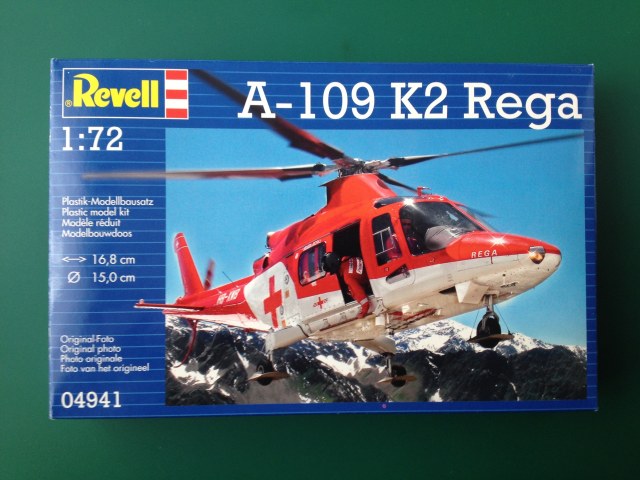 Revell
A-109 K2 Rega
1:72
Plastik-Modellbausatz
Plastic model kit
Modèle réduit
Modelbouwdoos
16,8 cm
Ø 15,0 cm
REGA
Original-Foto
Original photo
Photo originale
Foto van het origineel
04941